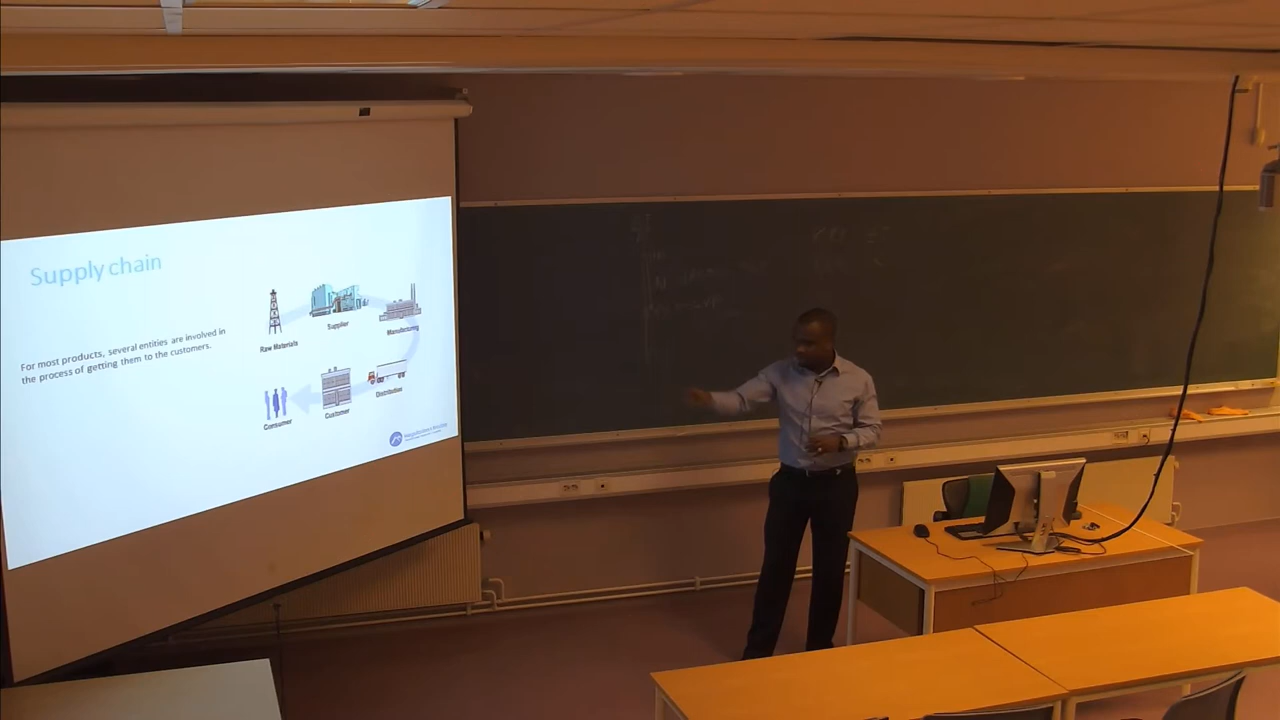 Supply chain
For most products, several entities are involved in
the process of getting them to the customers.
Raw Materials
Supplier
Manufacturing
Distribution
Customer
Consumer